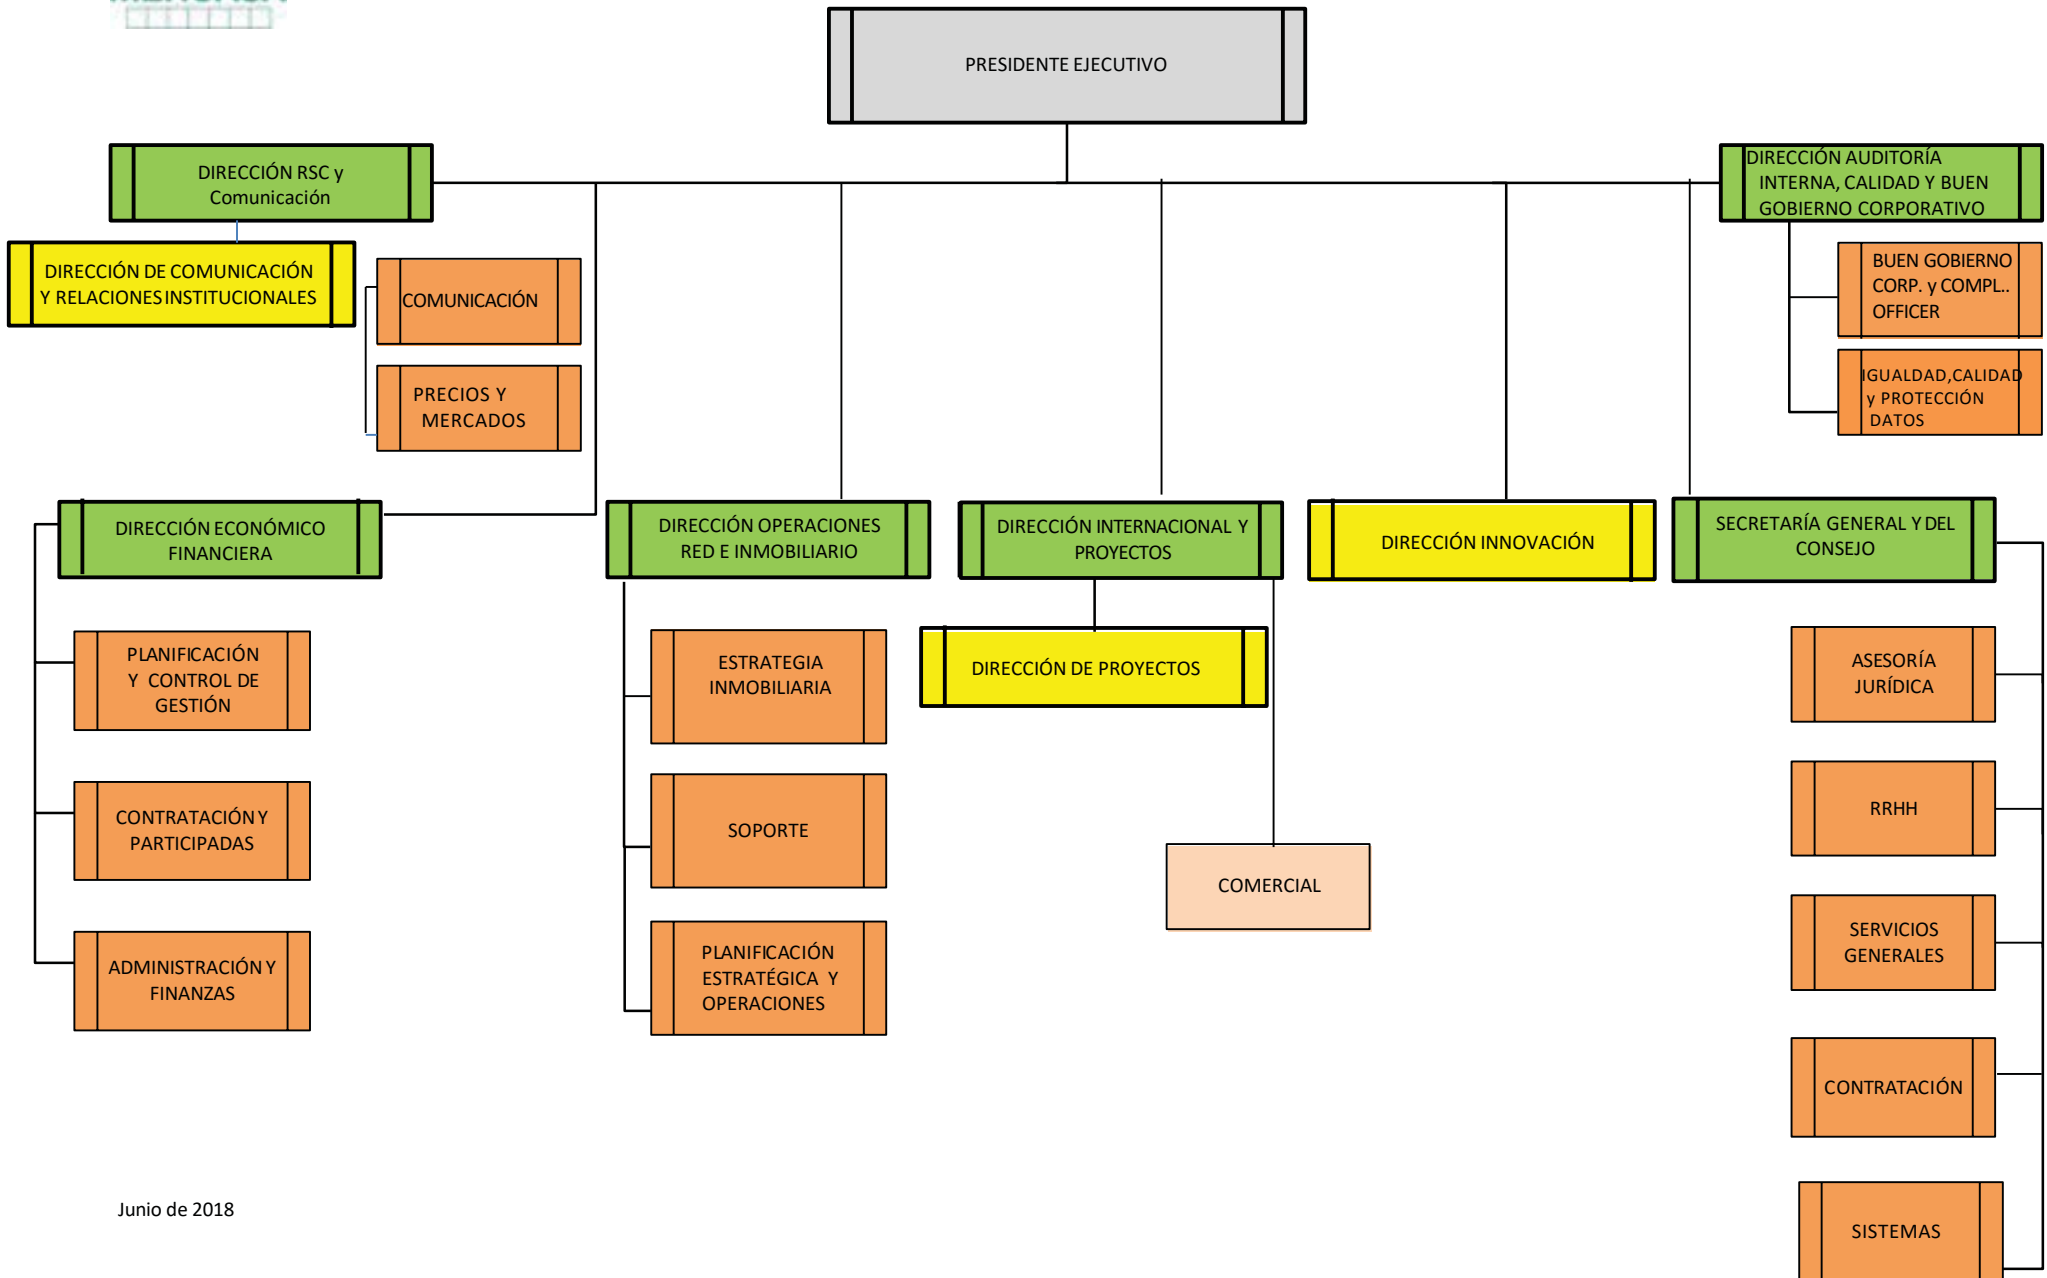 PRESIDENTE EJECUTIVO
DIRECCIÓN RSC y
Comunicación
DIRECCIÓN AUDITORÍA
INTERNA, CALIDAD Y BUEN
GOBIERNO CORPORATIVO
DIRECCIÓN DE COMUNICACIÓN
Y RELACIONES INSTITUCIONALES
COMUNICACIÓN
PRECIOS Y
MERCADOS
BUEN GOBIERNO
CORP. y COMPL..
OFFICER
IGUALDAD,CALIDAD
y PROTECCIÓN
DATOS
DIRECCIÓN ECONÓMICO
FINANCIERA
DIRECCIÓN OPERACIONES
RED E INMOBILIARIO
DIRECCIÓN INTERNACIONAL Y
PROYECTOS
DIRECCIÓN INNOVACIÓN
SECRETARÍA GENERAL Y DEL
CONSEJO
PLANIFICACIÓN
Y CONTROL DE
GESTIÓN
CONTRATACIÓN Y
PARTICIPADAS
ADMINISTRACIÓN Y
FINANZAS
ESTRATEGIA
INMOBILIARIA
SOPORTE
PLANIFICACIÓN
ESTRATÉGICA Y
OPERACIONES
DIRECCIÓN DE PROYECTOS
COMERCIAL
ASESORÍA
JURÍDICA
RRHH
SERVICIOS
GENERALES
CONTRATACIÓN
SISTEMAS
Junio de 2018